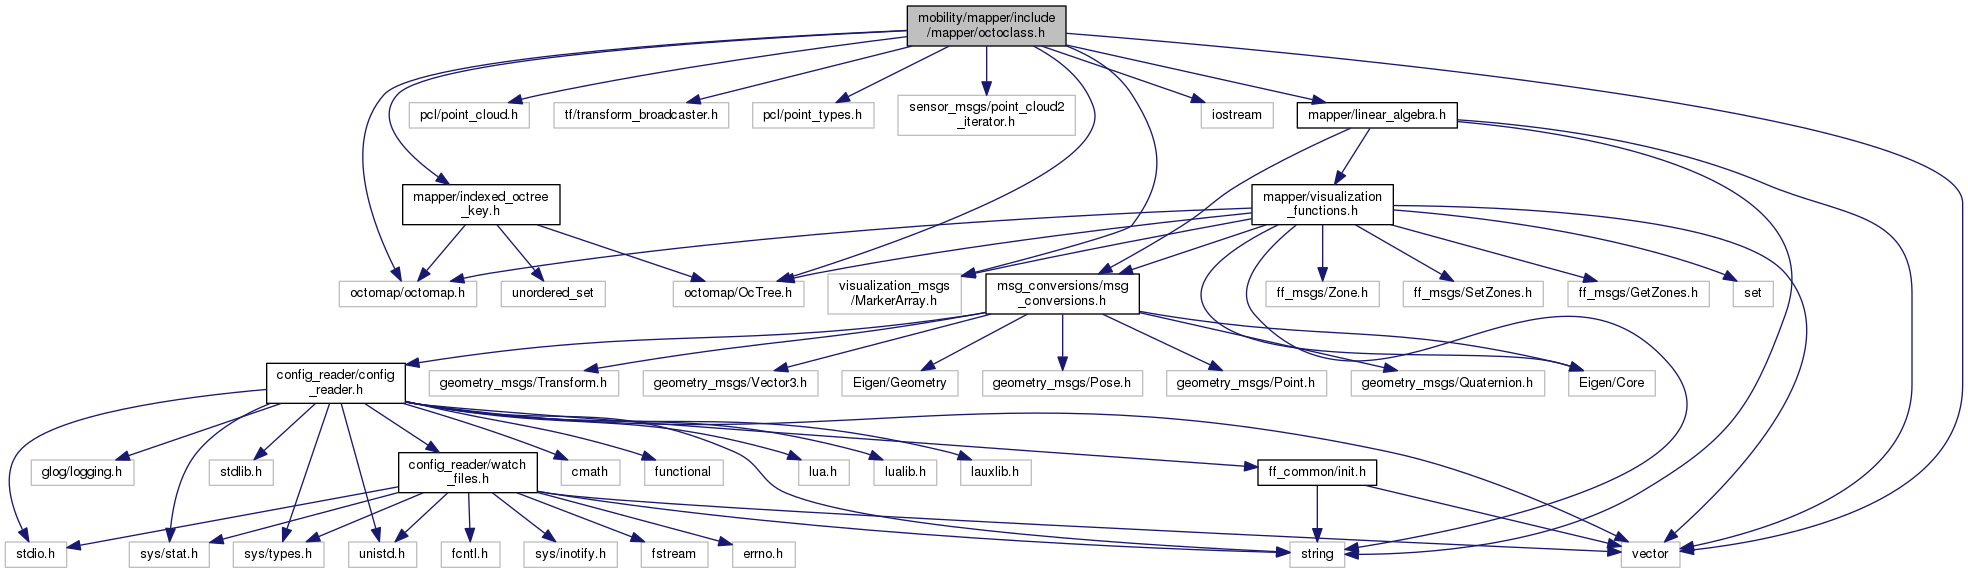 mobility/mapper/include
/mapper/octoclass.h
pcl/point_cloud.h
tf/transform_broadcaster.h
pcl/point_types.h
sensor_msgs/point_cloud2
_iterator.h
iostream
mapper/linear_algebra.h
mapper/indexed_octree
_key.h
mapper/visualization
_functions.h
octomap/octomap.h
unordered_set
octomap/OcTree.h
visualization_msgs
/MarkerArray.h
msg_conversions/msg
_conversions.h
ff_msgs/Zone.h
ff_msgs/SetZones.h
ff_msgs/GetZones.h
set
config_reader/config
_reader.h
geometry_msgs/Transform.h
geometry_msgs/Vector3.h
Eigen/Geometry
geometry_msgs/Pose.h
geometry_msgs/Point.h
geometry_msgs/Quaternion.h
Eigen/Core
glog/logging.h
stdlib.h
config_reader/watch
_files.h
cmath
functional
lua.h
lualib.h
lauxlib.h
ff_common/init.h
stdio.h
sys/stat.h
sys/types.h
unistd.h
fcntl.h
sys/inotify.h
fstream
errno.h
string
vector